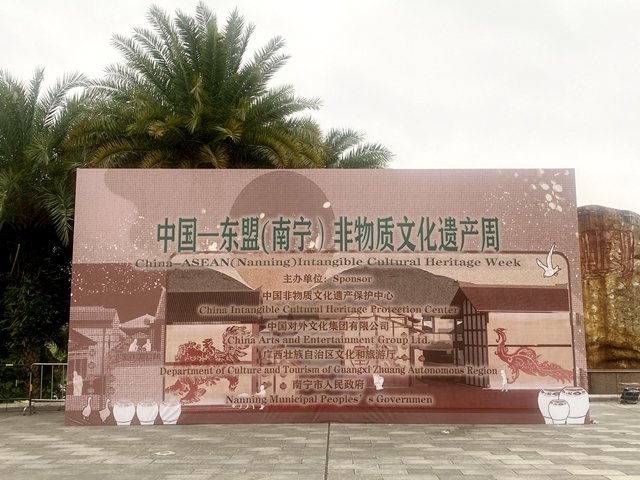 中国—东盟(南宁)非物质文化遗产周
China-ASEAN(Nanning)Intangible Cultural Heritage Week
主办单位: Sponsor
中国非物质文化遗产保护中心
China Intangible Cultural Heritage Protection Center
中国对外文化集团有限公司
China Arts and Entertainment Group Ltd.
广西壮族自治区文化和旅游厅
Department of Culture and Tourism of Guangxi Zhuang Autonomous Region
南宁市人民政府
Nanning Municipal Peoples’s Governmen